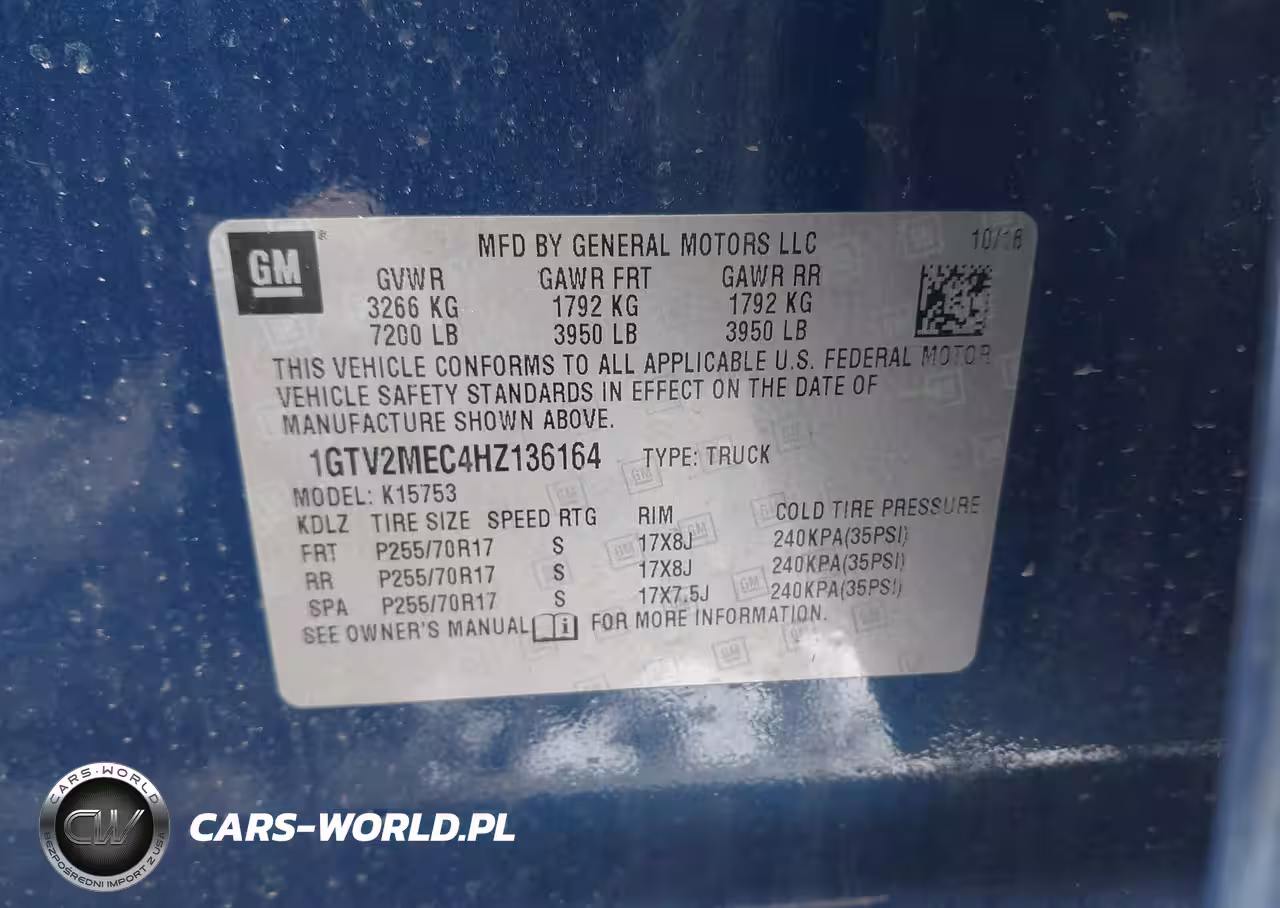 GM
MFD BY GENERAL MOTORS LLC
GVWR GAWR FRT GAWR RR
3266 KG 1792 KG 1792 KG
7200 LB 3950 LB 3950 LB
THIS VEHICLE CONFORMS TO ALL APPLICABLE U.S. FEDERAL MOTOR
VEHICLE SAFETY STANDARDS IN EFFECT ON THE DATE OF
MANUFACTURE SHOWN ABOVE.
1GTV2MEC4HZ136164 TYPE: TRUCK
MODEL: K15753
KDLZ TIRE SIZE SPEED RTG RIM COLD TIRE PRESSURE
FRT P255/70R17 S 17X8J 240KPA(35PSI)
RR P255/70R17 S 17X8J 240KPA(35PSI)
SPA P255/70R17 S 17X7.5J 240KPA(35PSI)
SEE OWNER'S MANUAL FOR MORE INFORMATION.
CARS-WORLD
CW
BEZPOŚREDNI IMPORT Z USA
CARS-WORLD.PL